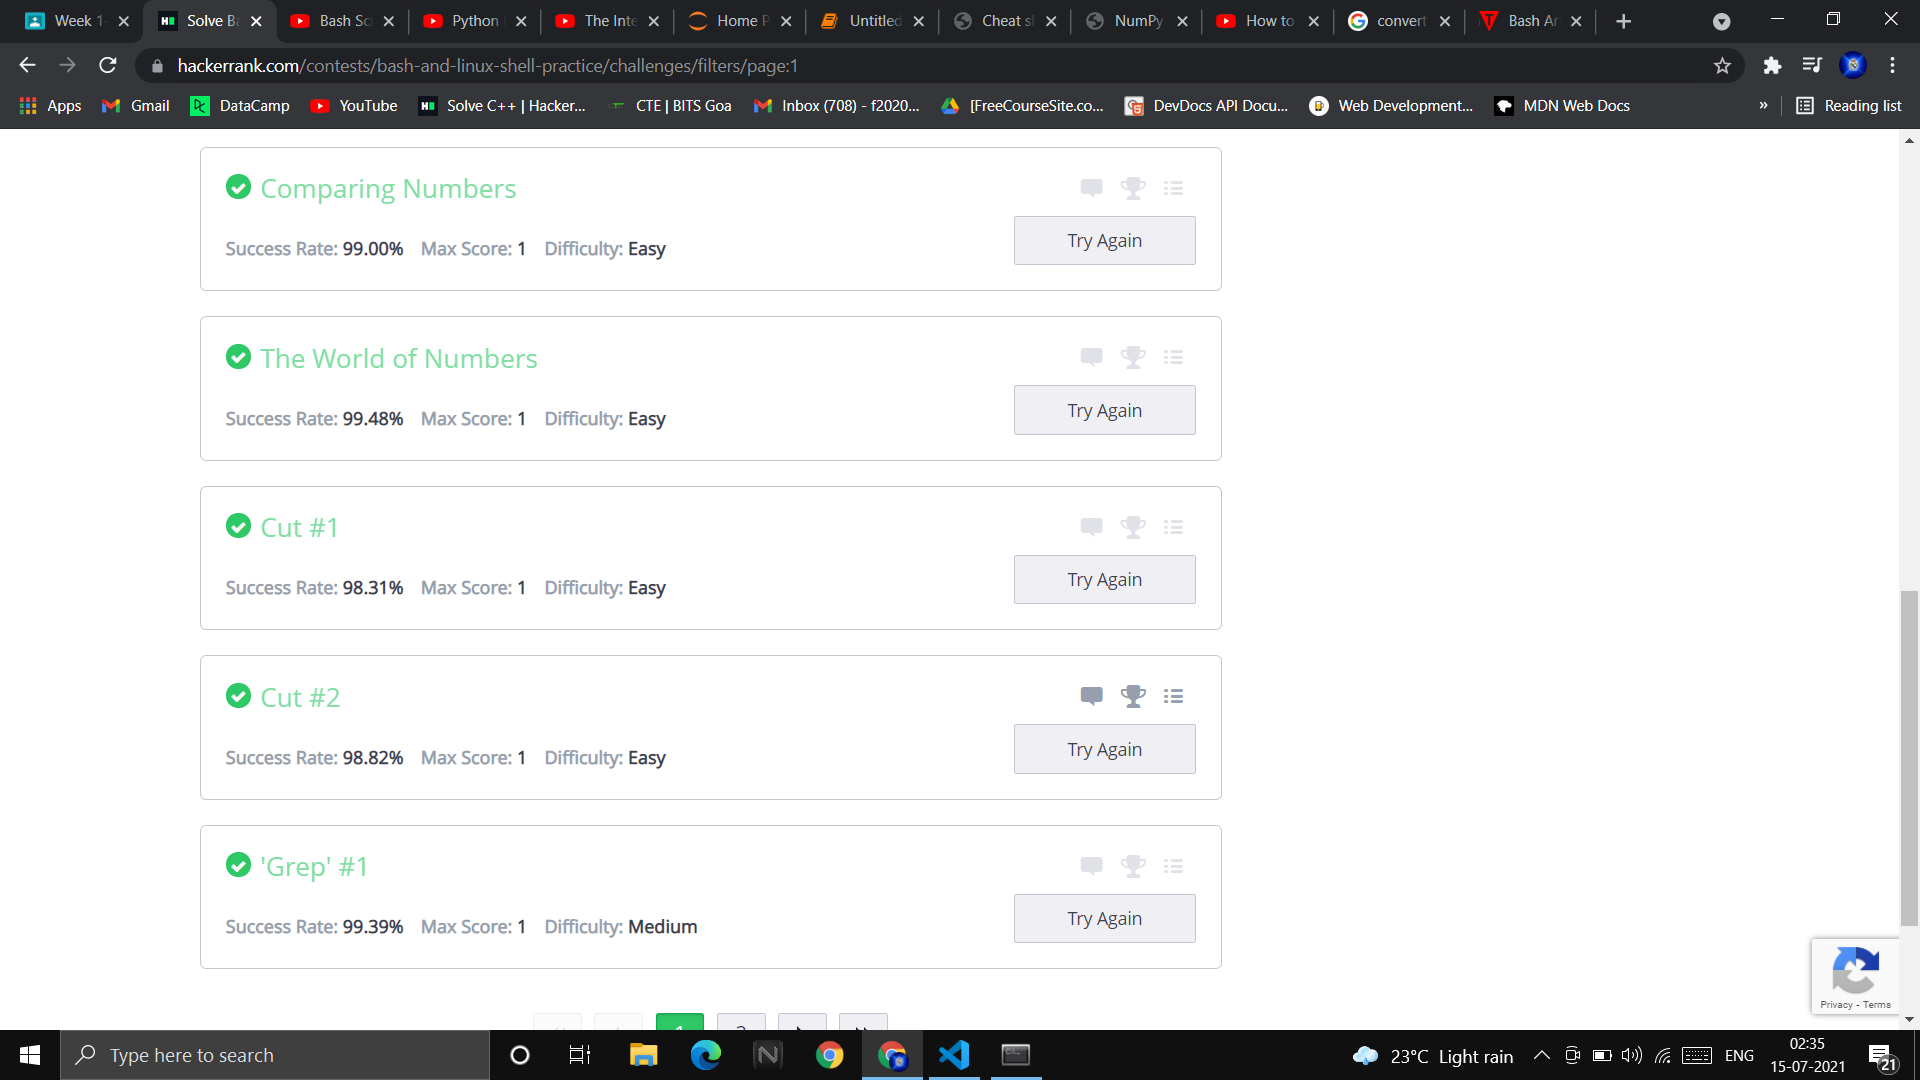 Week 1-
Solve Ba
Bash Sc
Python
The Inte
Home P
Untitled
Cheat s
NumPy
How to
convert
Bash Ar
hackerrank.com/contests/bash-and-linux-shell-practice/challenges/filters/page:1
Apps
Gmail
DataCamp
YouTube
Solve C++ | Hacker...
CTE | BITS Goa
Inbox (708) - f2020...
[FreeCourseSite.co...
DevDocs API Docu...
Web Development...
MDN Web Docs
»
Reading list
Comparing Numbers
Success Rate: 99.00% Max Score: 1 Difficulty: Easy
Try Again
The World of Numbers
Success Rate: 99.48% Max Score: 1 Difficulty: Easy
Try Again
Cut #1
Success Rate: 98.31% Max Score: 1 Difficulty: Easy
Try Again
Cut #2
Success Rate: 98.82% Max Score: 1 Difficulty: Easy
Try Again
'Grep' #1
Success Rate: 99.39% Max Score: 1 Difficulty: Medium
Try Again
Privacy - Terms
1
2
Type here to search
23°C Light rain
ENG
02:35
15-07-2021
21